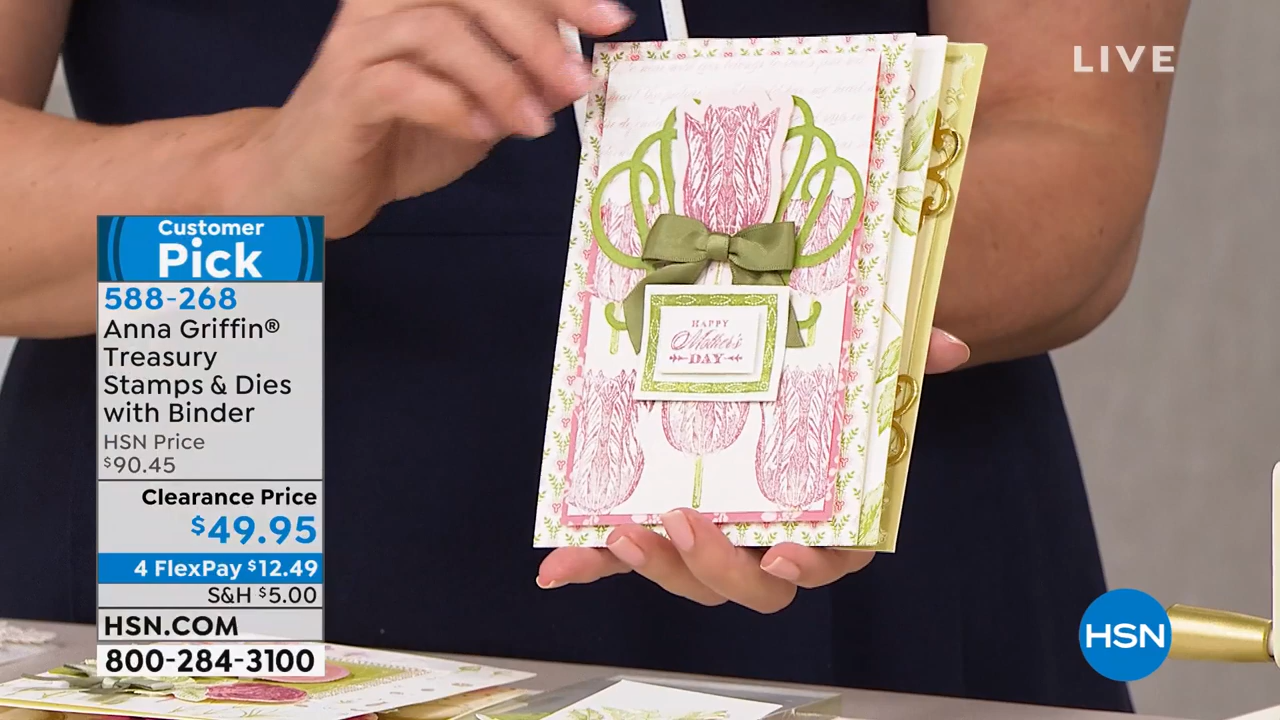 LIVE
Customer
Pick
588-268
Anna Griffin®
Treasury
Stamps & Dies
with Binder
HSN Price
$90.45
Clearance Price
$49.95
4 FlexPay $12.49
S&H $5.00
HSN.COM
800-284-3100
HAPPY
Mother's
DAY
HSN